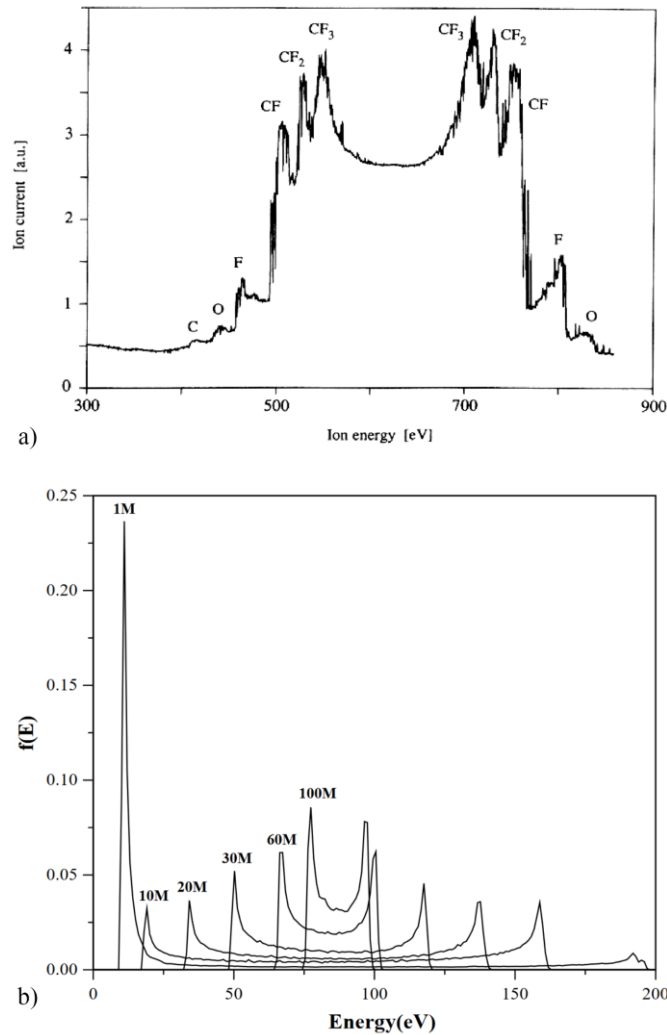 4
CF₃
CF₃
CF₂
CF₂
CF
CF
3
Ion current [a.u.]
2
F
F
1
O
C
O
0
300
500
700
900
Ion energy [eV]
a)
0.25
1M
0.20
0.15
f(E)
0.10
100M
60M
30M
0.05
20M
10M
0.00
0
50
100
150
200
b)
Energy(eV)